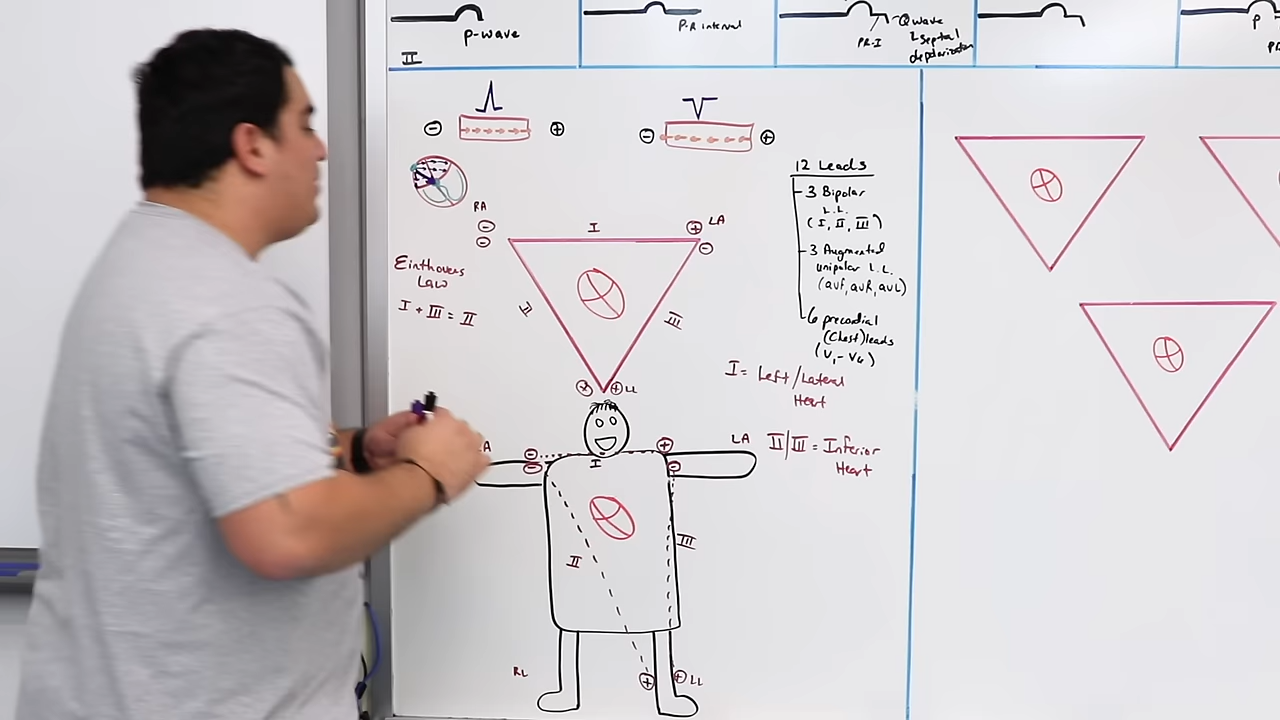 II
p-wave
P-R interval
PR-I
Q wave
septal
depolarization
P
− +
− +
12 Leads
3 Bipolar
L.L.
(I, II, III)
3 Augmented
unipolar L.L.
(avF, avR, avL)
6 precordial
(Chest) leads
(V1 - V6)
RA
−
−
I
+
LA
−
Einthovens
Law
I + III = II
II
III
+ + LL
I = Left/Lateral
Heart
II/III = Inferior
Heart
− + LA
−
I
−
II
III
RL
+ + LL